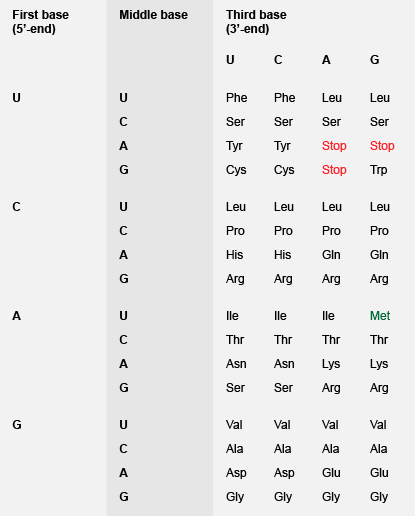 First base Middle base Third base
(5’-end) (3’-end)
U C A G
U U Phe Phe Leu Leu
C Ser Ser Ser Ser
A Tyr Tyr Stop Stop
G Cys Cys Stop Trp
C U Leu Leu Leu Leu
C Pro Pro Pro Pro
A His His Gln Gln
G Arg Arg Arg Arg
A U Ile Ile Ile Met
C Thr Thr Thr Thr
A Asn Asn Lys Lys
G Ser Ser Arg Arg
G U Val Val Val Val
C Ala Ala Ala Ala
A Asp Asp Glu Glu
G Gly Gly Gly Gly